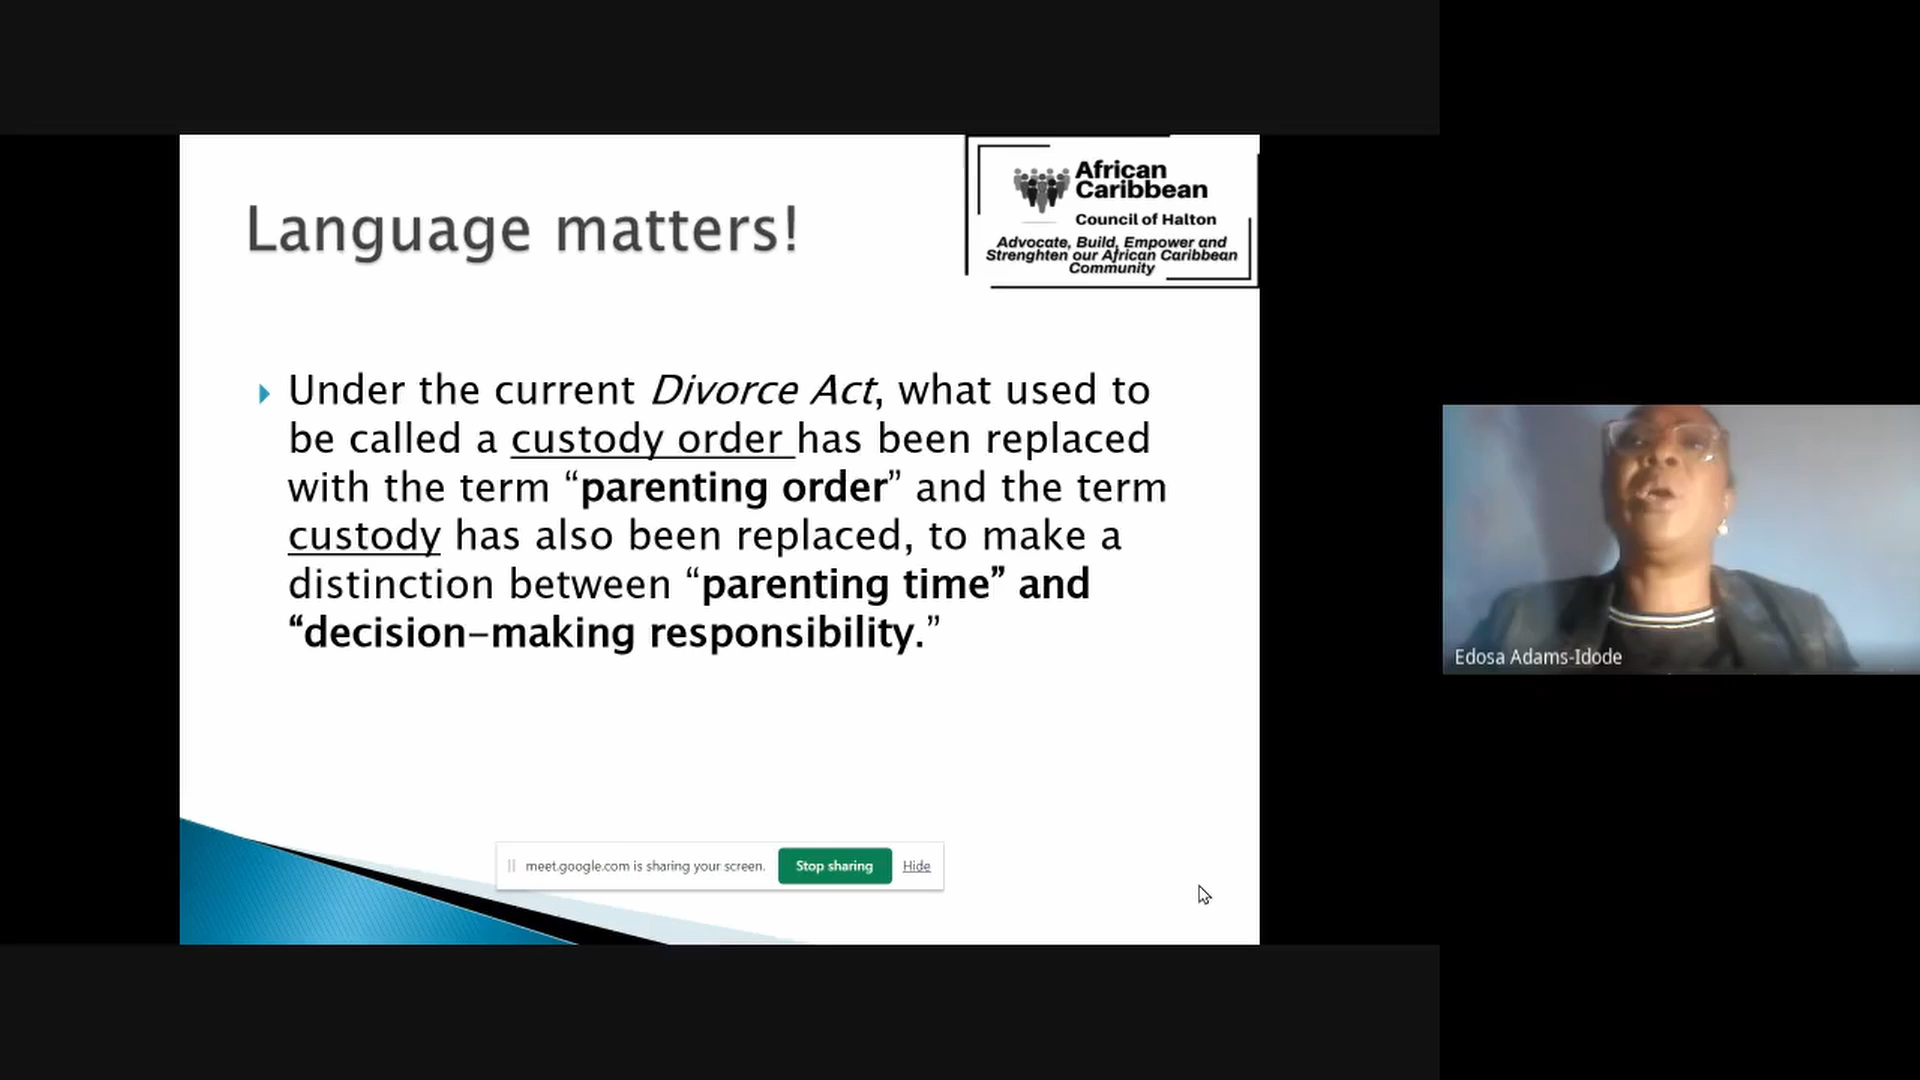 African
Caribbean
Council of Halton
Advocate, Build, Empower and
Strenghten our African Caribbean
Community
Language matters!
Under the current Divorce Act, what used to
be called a custody order has been replaced
with the term “parenting order” and the term
custody has also been replaced, to make a
distinction between “parenting time” and
“decision-making responsibility.”
meet.google.com is sharing your screen. Stop sharing Hide
Edosa Adams-Idode